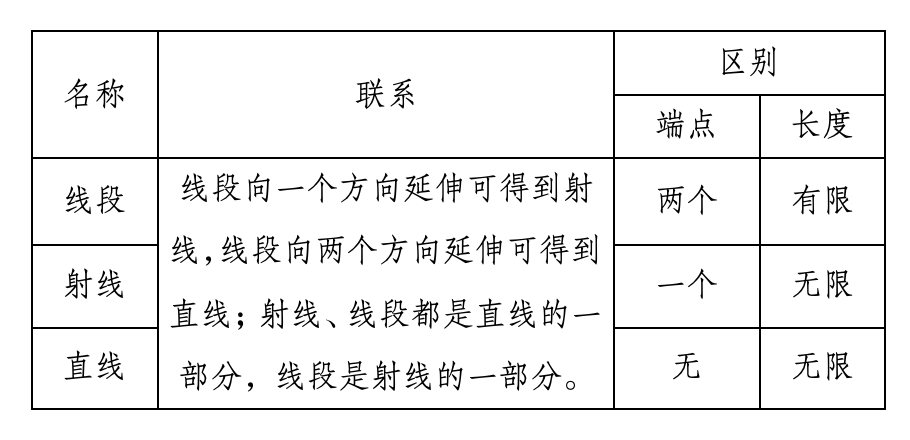 名称 联系 区别
端点 长度
线段 线段向一个方向延伸可得到射 两个 有限
线,线段向两个方向延伸可得到
射线 一个 无限
直线；射线、线段都是直线的一
直线 部分，线段是射线的一部分。 无 无限